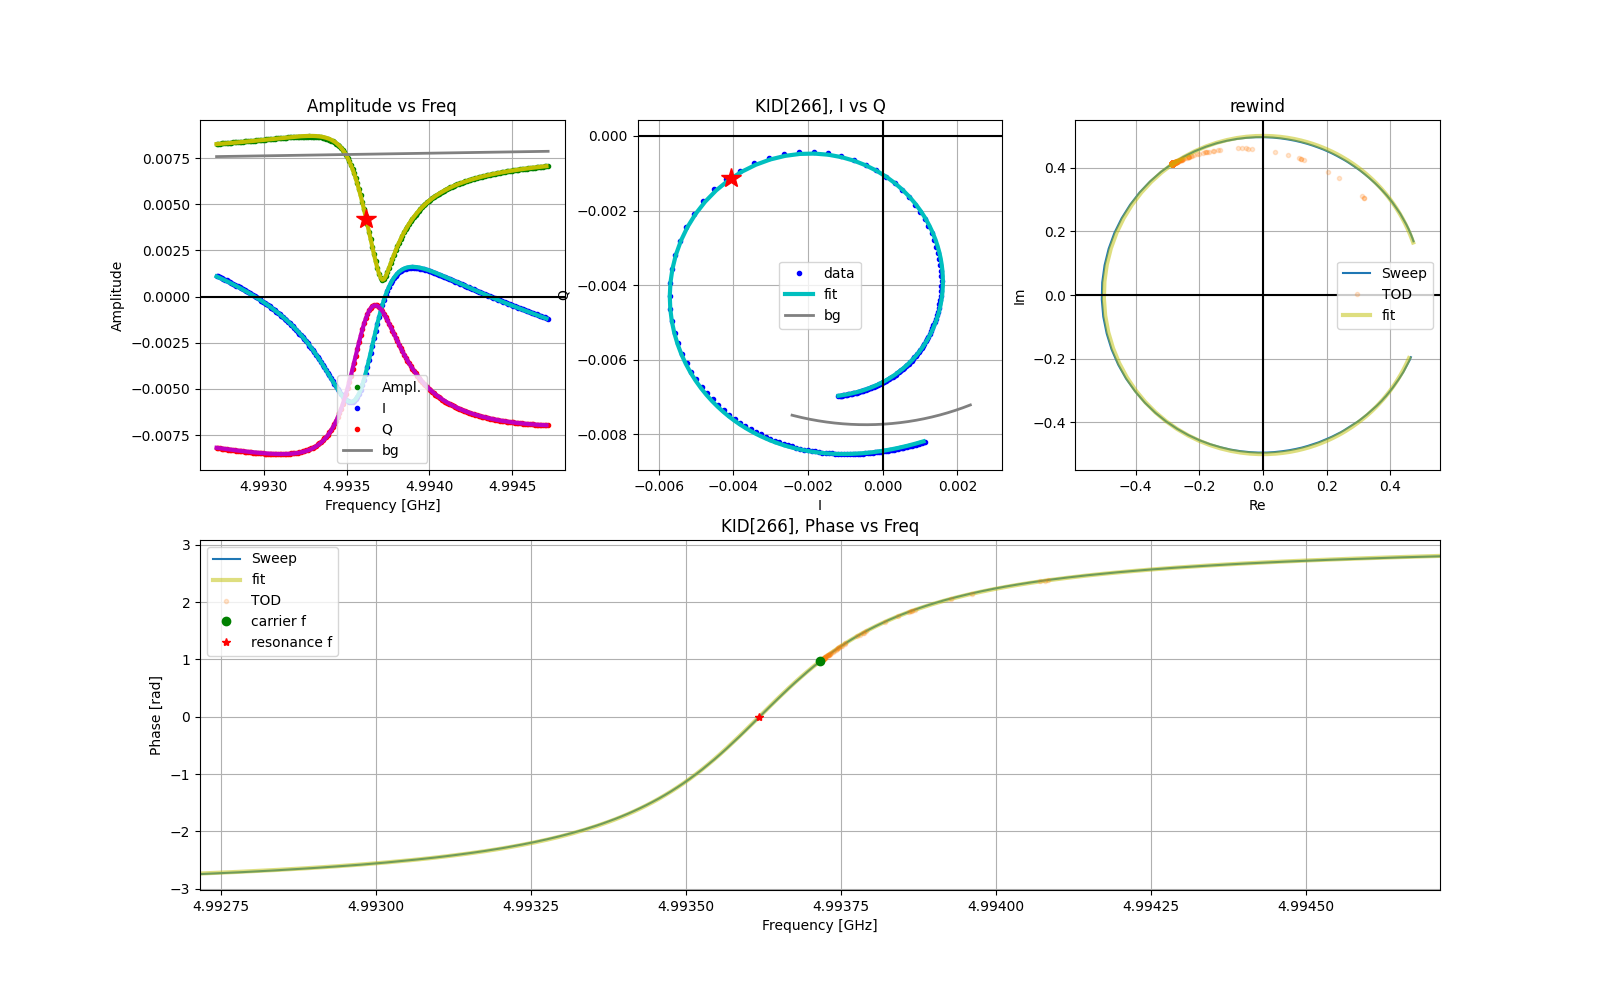 Amplitude vs Freq
Amplitude
0.0075
0.0050
0.0025
0.0000
−0.0025
−0.0050
−0.0075
4.9930
4.9935
4.9940
4.9945
Frequency [GHz]
Ampl.
I
Q
bg
KID[266], I vs Q
Q
0.000
−0.002
−0.004
−0.006
−0.008
−0.006
−0.004
−0.002
0.000
0.002
I
data
fit
bg
rewind
Im
0.4
0.2
0.0
−0.2
−0.4
−0.4
−0.2
0.0
0.2
0.4
Re
Sweep
TOD
fit
KID[266], Phase vs Freq
Phase [rad]
3
2
1
0
−1
−2
−3
4.99275
4.99300
4.99325
4.99350
4.99375
4.99400
4.99425
4.99450
Frequency [GHz]
Sweep
fit
TOD
carrier f
resonance f